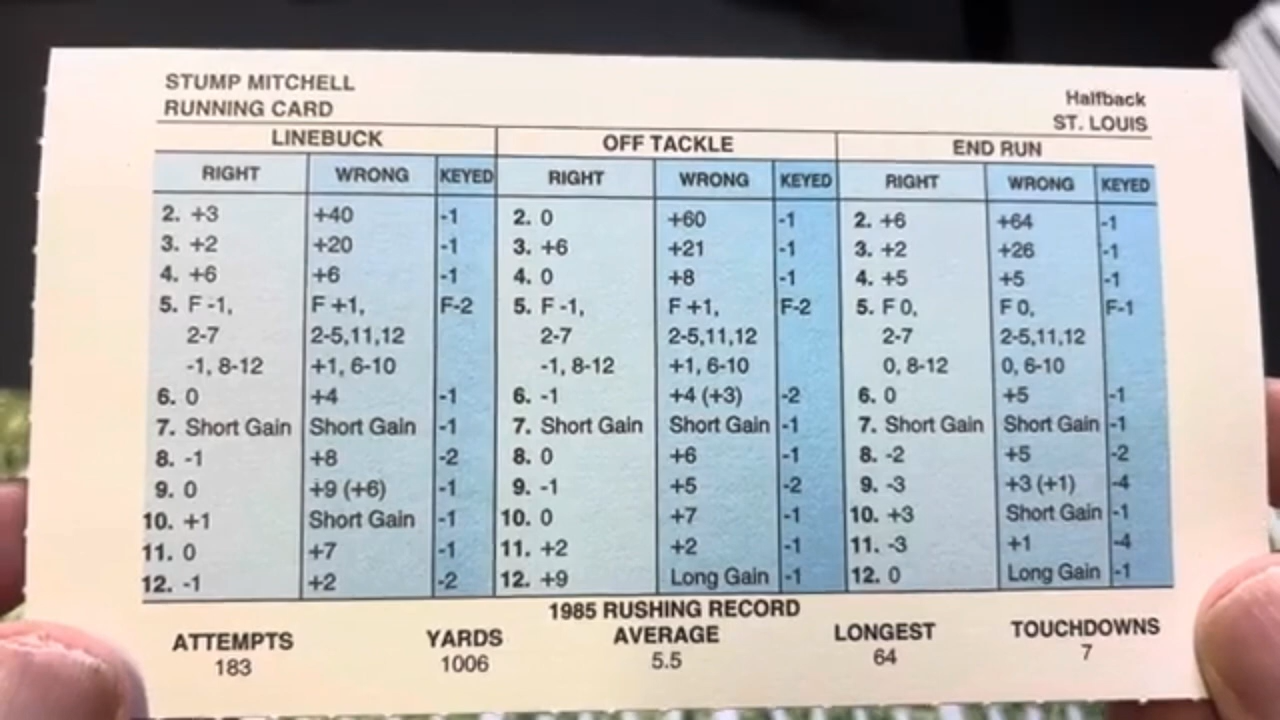 STUMP MITCHELL
RUNNING CARD
Halfback
ST. LOUIS
LINEBUCK OFF TACKLE END RUN
RIGHT WRONG KEYED RIGHT WRONG KEYED RIGHT WRONG KEYED
2. +3 +40 -1 2. 0 +60 -1 2. +6 +64 -1
3. +2 +20 -1 3. +6 +21 -1 3. +2 +26 -1
4. +6 +6 -1 4. 0 +8 -1 4. +5 +5 -1
5. F -1, F +1, F-2 5. F -1, F +1, F-2 5. F 0, F 0, F-1
2-7 2-5,11,12 2-7 2-5,11,12 2-7 2-5,11,12
-1, 8-12 +1, 6-10 -1, 8-12 +1, 6-10 0, 8-12 0, 6-10
6. 0 +4 -1 6. -1 +4 (+3) -2 6. 0 +5 -1
7. Short Gain Short Gain -1 7. Short Gain Short Gain -1 7. Short Gain Short Gain -1
8. -1 +8 -2 8. 0 +6 -1 8. -2 +5 -2
9. 0 +9 (+6) -1 9. -1 +5 -2 9. -3 +3 (+1) -4
10. +1 Short Gain -1 10. 0 +7 -1 10. +3 Short Gain -1
11. 0 +7 -1 11. +2 +2 -1 11. -3 +1 -4
12. -1 +2 -2 12. +9 Long Gain -1 12. 0 Long Gain -1
1985 RUSHING RECORD
ATTEMPTS YARDS AVERAGE LONGEST TOUCHDOWNS
183 1006 5.5 64 7